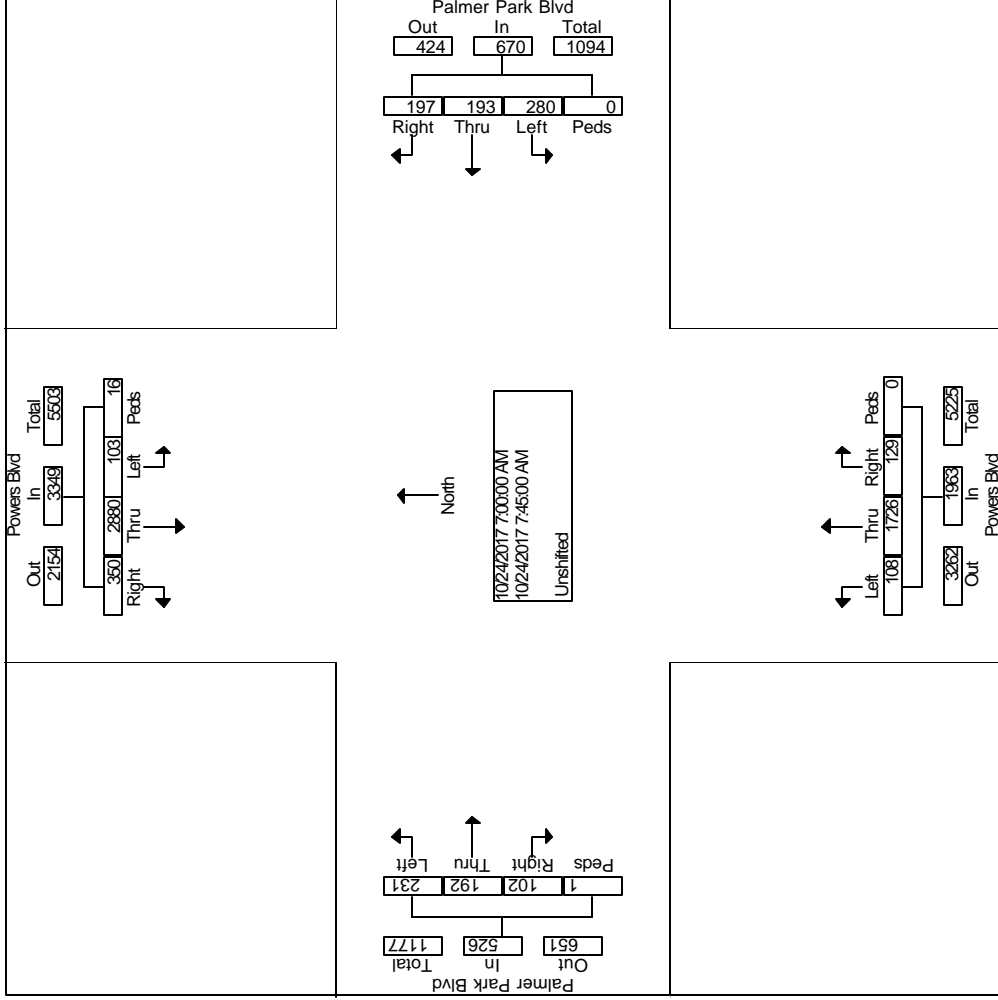 Palmer Park Blvd
Out In Total
424 670 1094
197 193 280 0
Right Thru Left Peds
Powers Blvd
Out In Total
2154 3349 5503
350 2880 103 16
Right Thru Left Peds
North
10/24/2017 7:00:00 AM
10/24/2017 7:45:00 AM
Unshifted
Left Thru Right Peds
108 1726 129 0
3262 1963 5225
Out In Total
Powers Blvd
Left Thru Right Peds
231 192 102 1
1177 526 651
Total In Out
Palmer Park Blvd